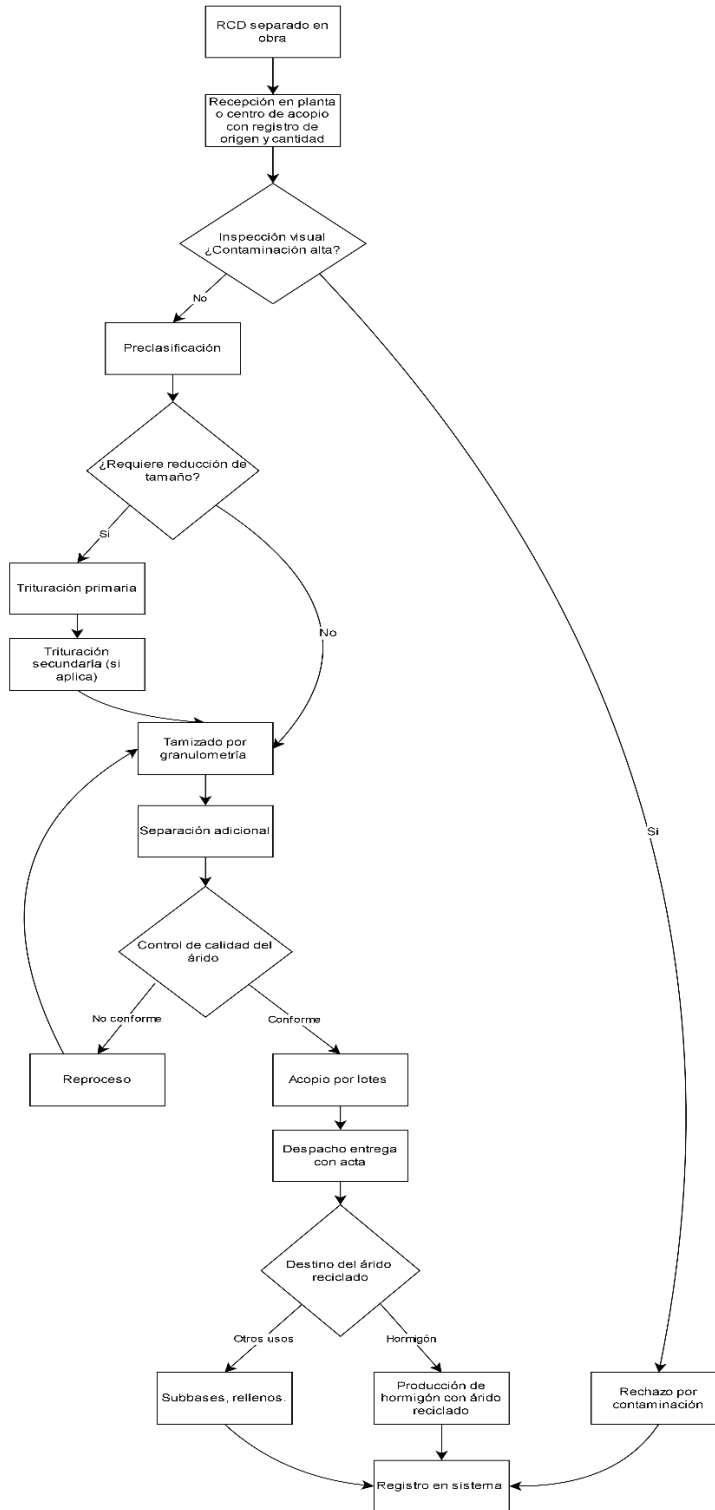 RCD separado en
obra
Recepción en planta
o centro de acopio
con registro de
origen y cantidad
Inspección visual
¿Contaminación alta?
No
Preclasificación
¿Requiere reducción de
tamaño?
Si
Trituración primaria
No
Trituración
secundaria (si
aplica)
Tamizado por
granulometría
Separación adicional
Si
Control de calidad del
árido
No conforme
Conforme
Reproceso
Acopio por lotes
Despacho entrega
con acta
Destino del árido
reciclado
Otros usos
Hormigón
Subbases, rellenos.
Producción de
hormigón con árido
reciclado
Rechazo por
contaminación
Registro en sistema